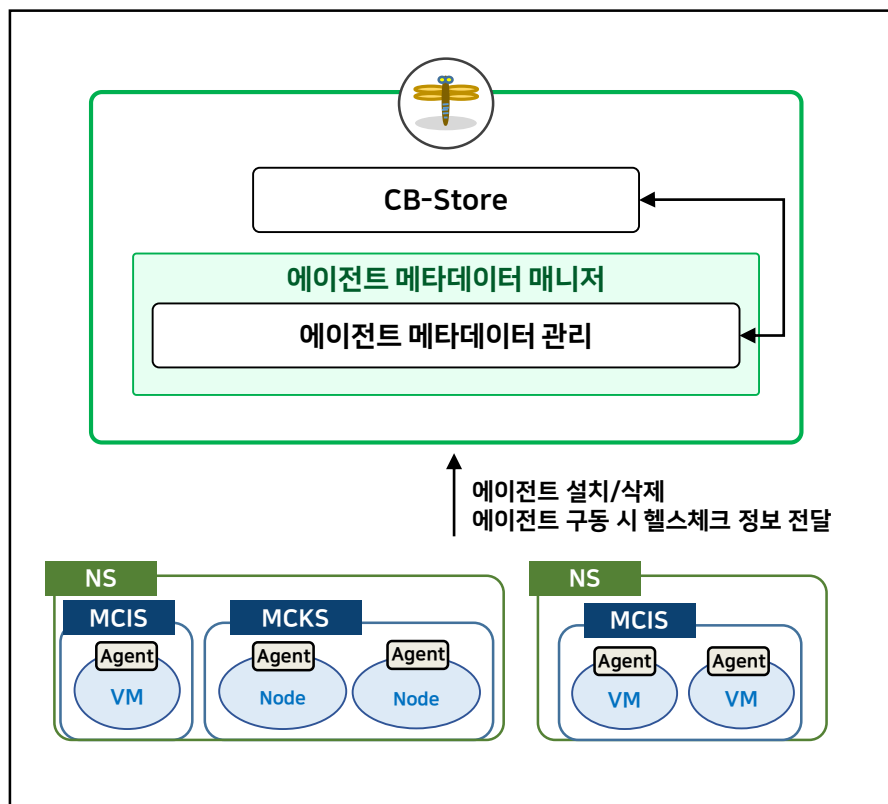 CB-Store
에이전트 메타데이터 매니저
에이전트 메타데이터 관리
에이전트 설치/삭제
에이전트 구동 시 헬스체크 정보 전달
NS
MCIS
Agent
VM
MCKS
Agent
Node
Agent
Node
NS
MCIS
Agent
VM
Agent
VM